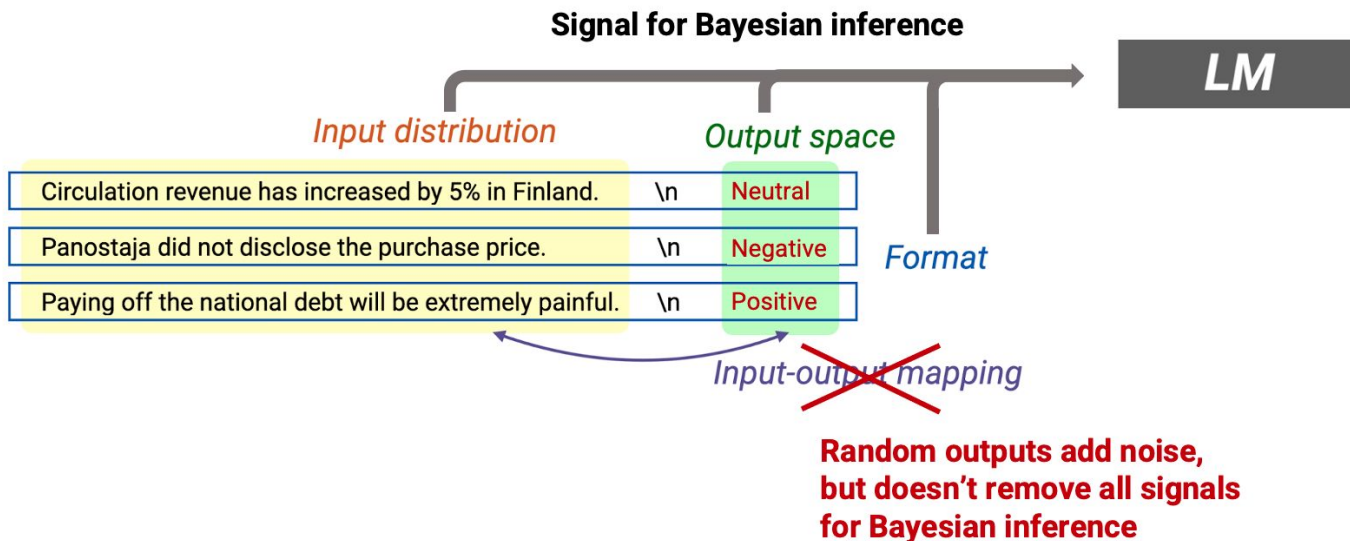 Signal for Bayesian inference
LM
Input distribution
Output space
Circulation revenue has increased by 5% in Finland. \n Neutral
Panostaja did not disclose the purchase price. \n Negative
Format
Paying off the national debt will be extremely painful. \n Positive
Input-output mapping
Random outputs add noise,
but doesn’t remove all signals
for Bayesian inference